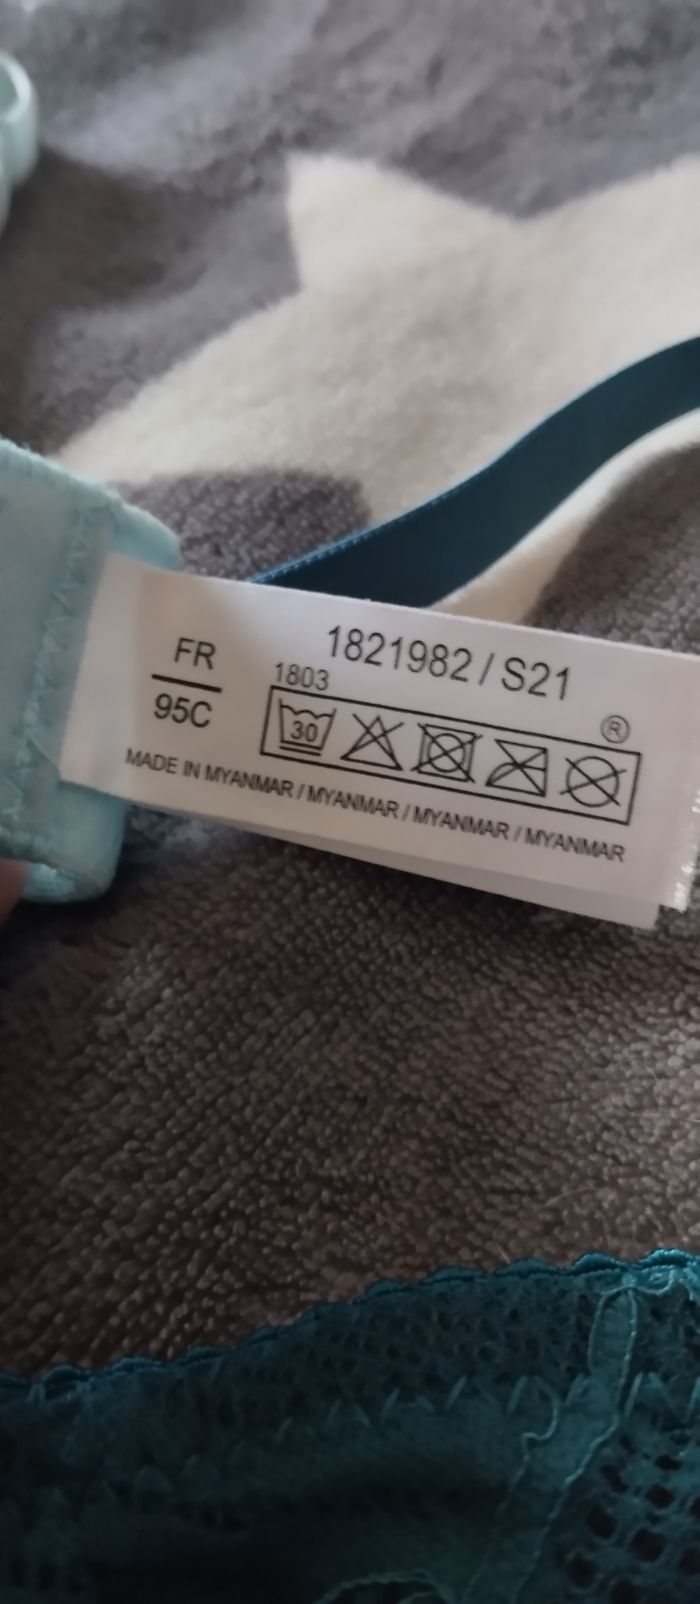 FR
95C
1821982 / S21
1803
30
®
MADE IN MYANMAR / MYANMAR / MYANMAR / MYANMAR